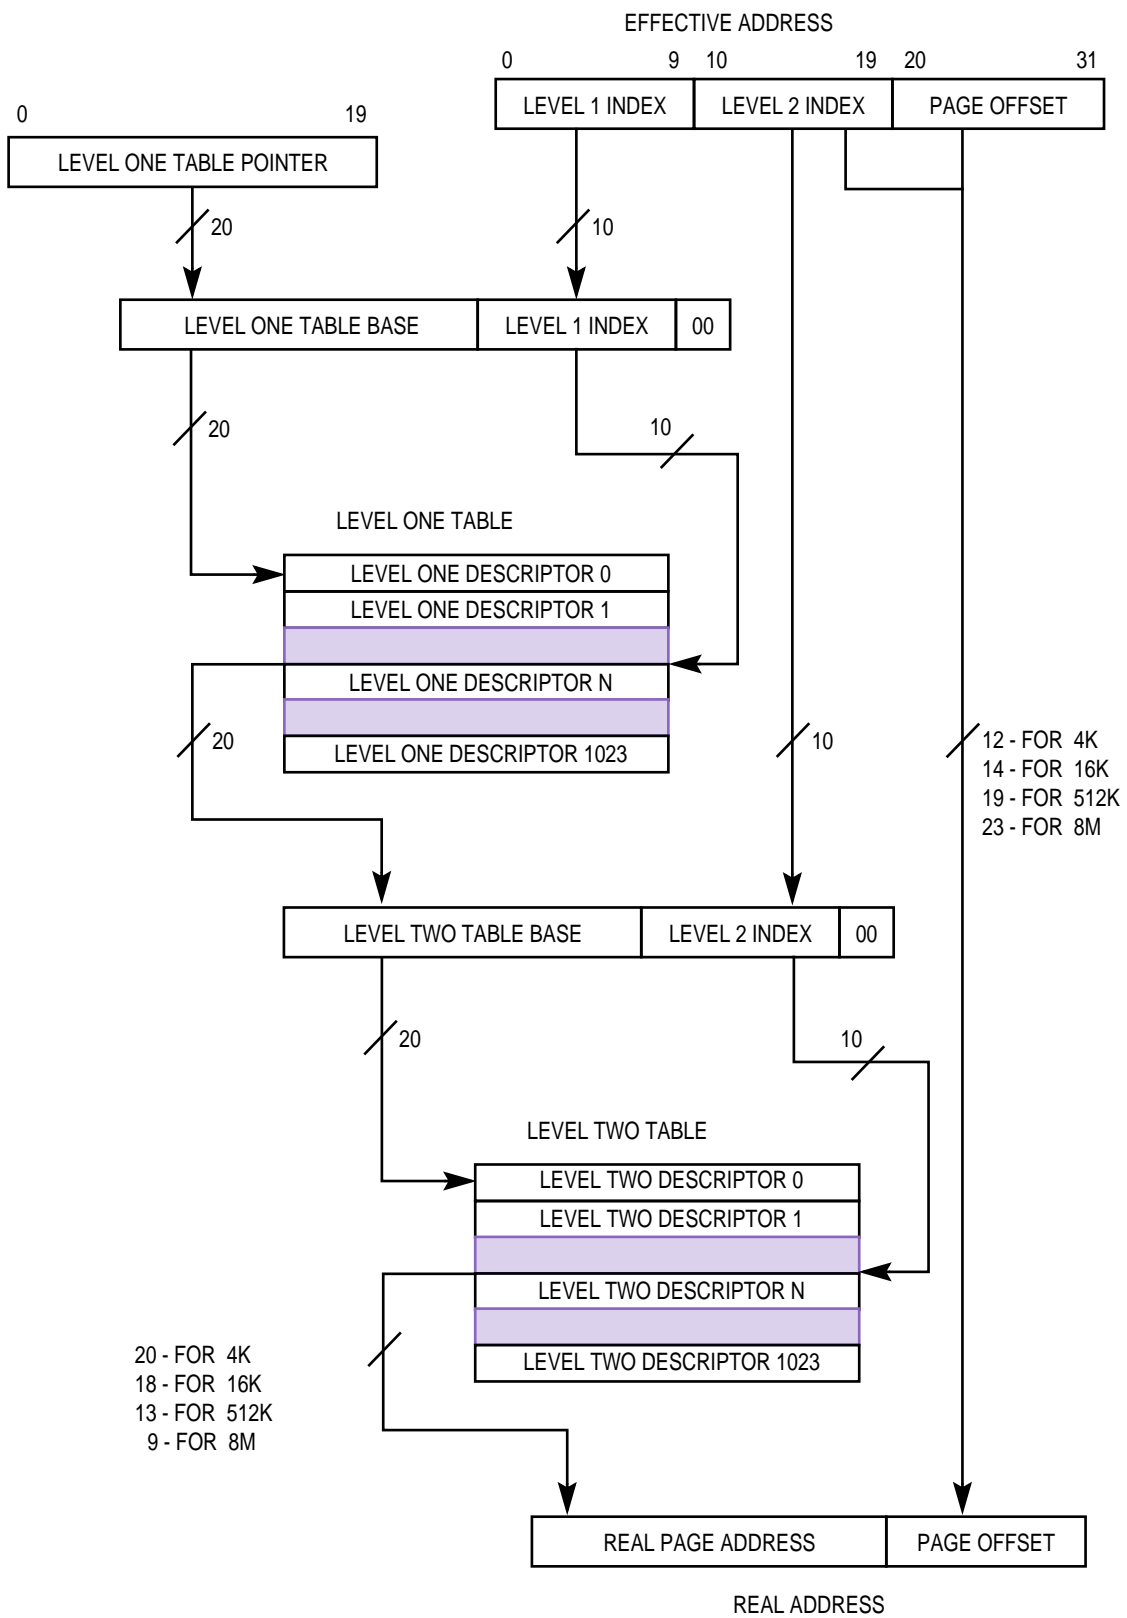 EFFECTIVE ADDRESS
0 9 10 19 20 31
LEVEL 1 INDEX LEVEL 2 INDEX PAGE OFFSET
0 19
LEVEL ONE TABLE POINTER
20 10
LEVEL ONE TABLE BASE LEVEL 1 INDEX 00
20 10
LEVEL ONE TABLE
LEVEL ONE DESCRIPTOR 0
LEVEL ONE DESCRIPTOR 1
LEVEL ONE DESCRIPTOR N
LEVEL ONE DESCRIPTOR 1023
20 10
12 - FOR 4K
14 - FOR 16K
19 - FOR 512K
23 - FOR 8M
LEVEL TWO TABLE BASE LEVEL 2 INDEX 00
20 10
LEVEL TWO TABLE
LEVEL TWO DESCRIPTOR 0
LEVEL TWO DESCRIPTOR 1
LEVEL TWO DESCRIPTOR N
LEVEL TWO DESCRIPTOR 1023
20 - FOR 4K
18 - FOR 16K
13 - FOR 512K
9 - FOR 8M
REAL PAGE ADDRESS PAGE OFFSET
REAL ADDRESS